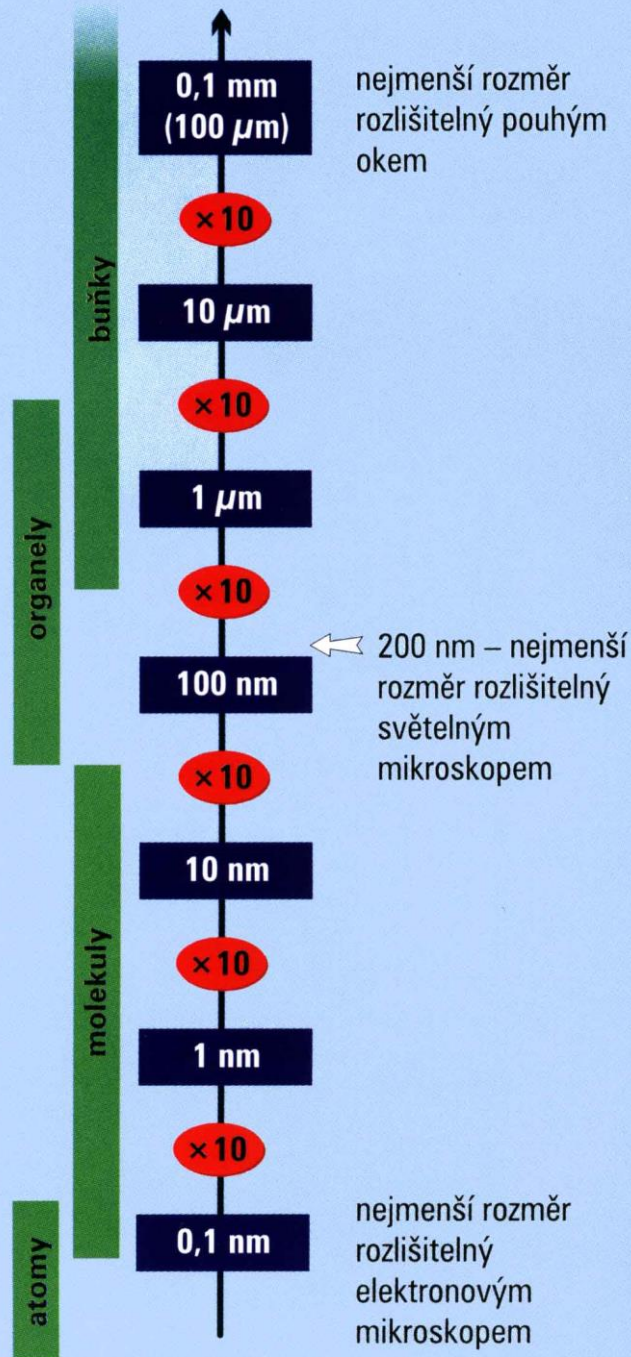 0,1 mm
(100 µm)
nejmenší rozměr
rozlišitelný pouhým
okem
× 10
buňky
10 µm
× 10
organely
1 µm
× 10
200 nm – nejmenší
rozměr rozlišitelný
světelným
mikroskopem
100 nm
× 10
molekuly
10 nm
× 10
1 nm
× 10
atomy
0,1 nm
nejmenší rozměr
rozlišitelný
elektronovým
mikroskopem